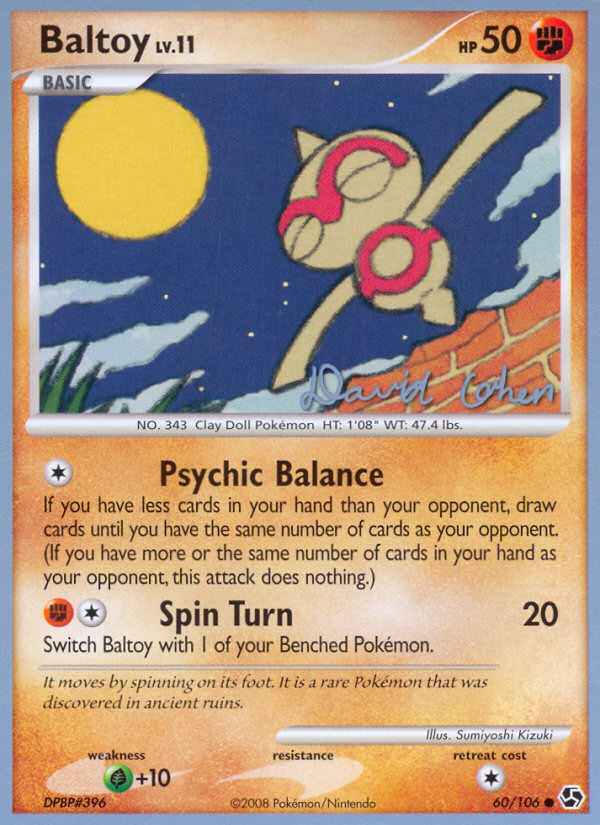 Baltoy LV.11 HP 50
BASIC
David Cohen
NO. 343 Clay Doll Pokémon HT: 1'08" WT: 47.4 lbs.
Psychic Balance
If you have less cards in your hand than your opponent, draw
cards until you have the same number of cards as your opponent.
(If you have more or the same number of cards in your hand as
your opponent, this attack does nothing.)
Spin Turn 20
Switch Baltoy with 1 of your Benched Pokémon.
It moves by spinning on its foot. It is a rare Pokémon that was
discovered in ancient ruins.
Illus. Sumiyoshi Kizuki
weakness resistance retreat cost
+10
DPBP#396 ©2008 Pokémon/Nintendo 60/106